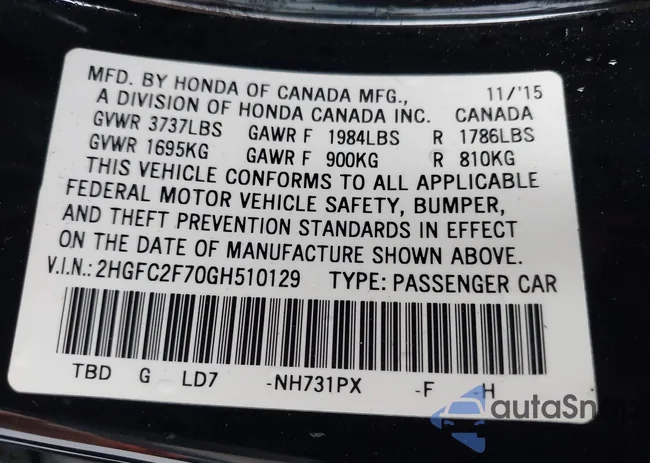 MFD. BY HONDA OF CANADA MFG., 11/'15
A DIVISION OF HONDA CANADA INC. CANADA
GVWR 3737LBS GAWR F 1984LBS R 1786LBS
GVWR 1695KG GAWR F 900KG R 810KG
THIS VEHICLE CONFORMS TO ALL APPLICABLE
FEDERAL MOTOR VEHICLE SAFETY, BUMPER,
AND THEFT PREVENTION STANDARDS IN EFFECT
ON THE DATE OF MANUFACTURE SHOWN ABOVE.
V.I.N.: 2HGFC2F70GH510129 TYPE: PASSENGER CAR
TBD G LD7 -NH731PX -F H
autaSnap